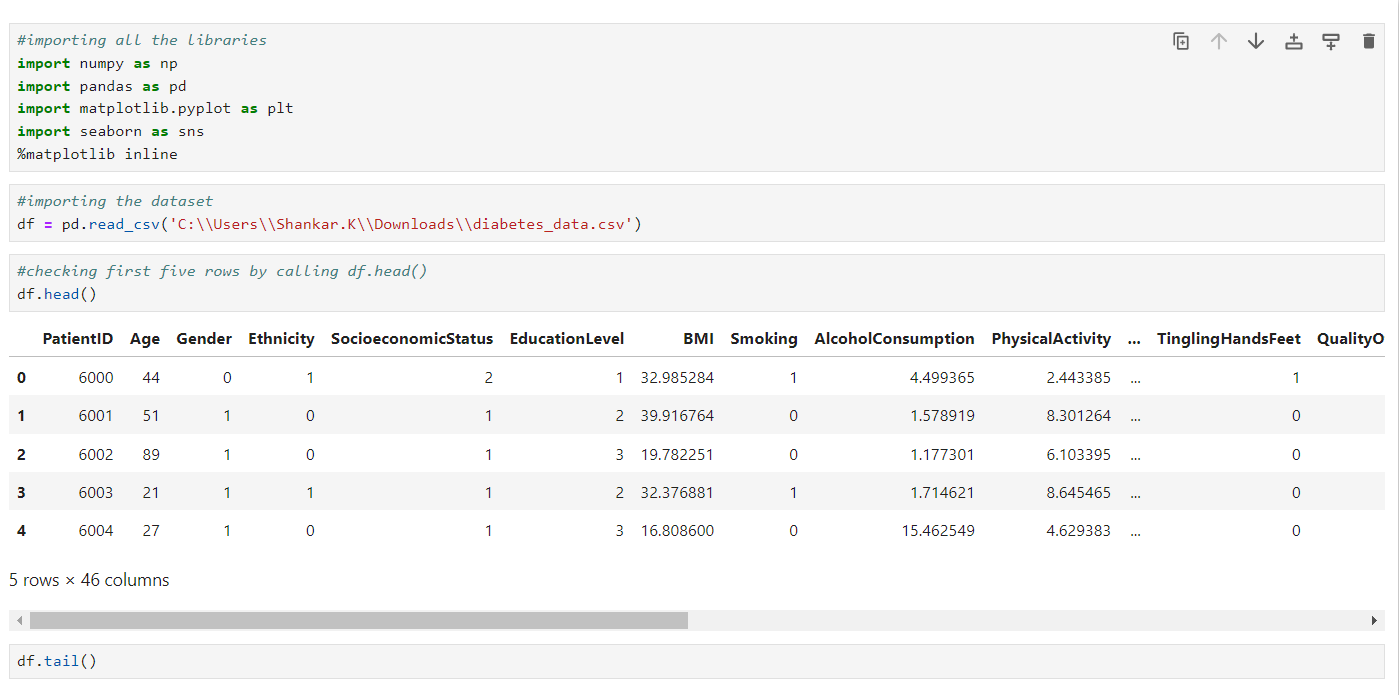 #importing all the libraries
import numpy as np
import pandas as pd
import matplotlib.pyplot as plt
import seaborn as sns
%matplotlib inline
#importing the dataset
df = pd.read_csv('C:\\Users\\Shankar.K\\Downloads\\diabetes_data.csv')
#checking first five rows by calling df.head()
df.head()
PatientID Age Gender Ethnicity SocioeconomicStatus EducationLevel BMI Smoking AlcoholConsumption PhysicalActivity ... TinglingHandsFeet QualityO
0 6000 44 0 1 2 1 32.985284 1 4.499365 2.443385 ... 1
1 6001 51 1 0 1 2 39.916764 0 1.578919 8.301264 ... 0
2 6002 89 1 0 1 3 19.782251 0 1.177301 6.103395 ... 0
3 6003 21 1 1 1 2 32.376881 1 1.714621 8.645465 ... 0
4 6004 27 1 0 1 3 16.808600 0 15.462549 4.629383 ... 0
5 rows × 46 columns
df.tail()